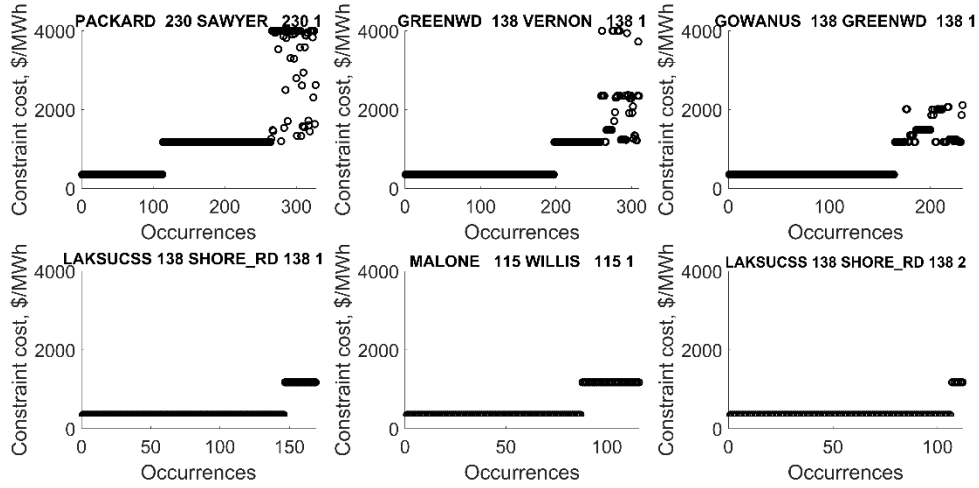 PACKARD 230 SAWYER 230 1
Constraint cost, $/MWh
4000
2000
0
0 100 200 300
Occurrences
GREENWD 138 VERNON 138 1
Constraint cost, $/MWh
4000
2000
0
0 100 200 300
Occurrences
GOWANUS 138 GREENWD 138 1
Constraint cost, $/MWh
4000
2000
0
0 100 200
Occurrences
LAKSUCSS 138 SHORE_RD 138 1
Constraint cost, $/MWh
4000
2000
0
0 50 100 150
Occurrences
MALONE 115 WILLIS 115 1
Constraint cost, $/MWh
4000
2000
0
0 50 100
Occurrences
LAKSUCSS 138 SHORE_RD 138 2
Constraint cost, $/MWh
4000
2000
0
0 50 100
Occurrences